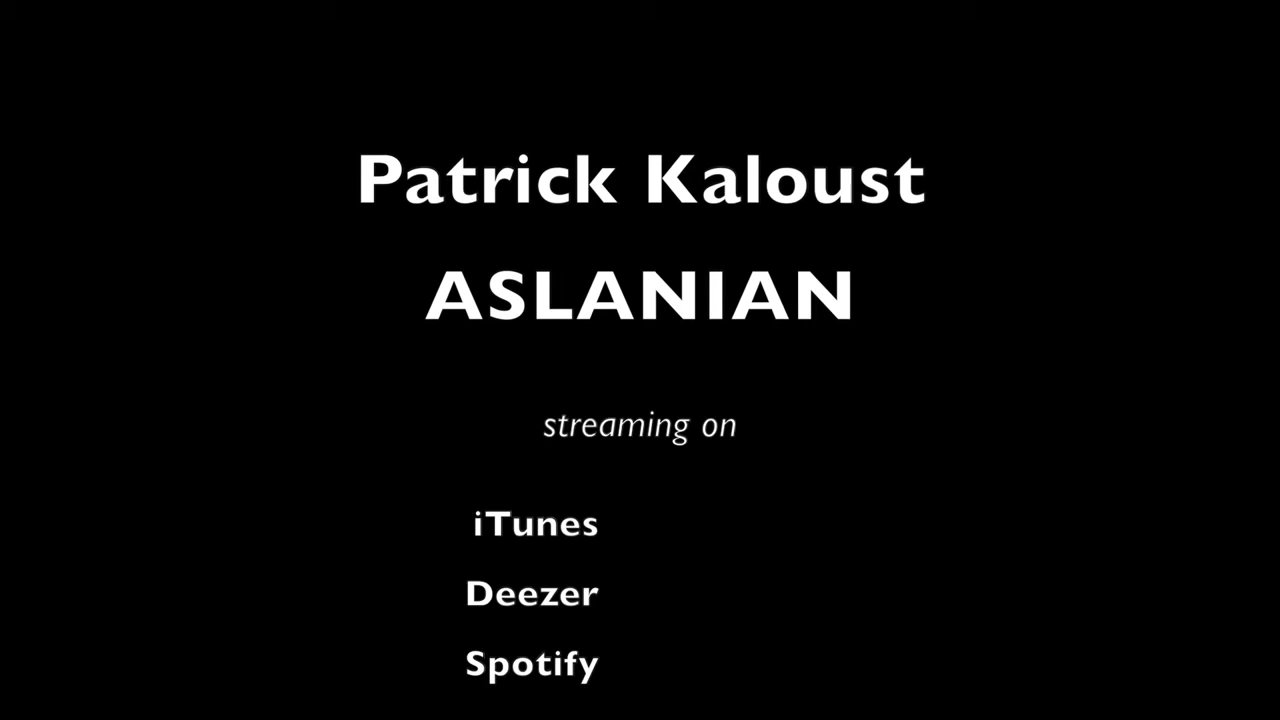 Patrick Kaloust
ASLANIAN
streaming on
iTunes
Deezer
Spotify